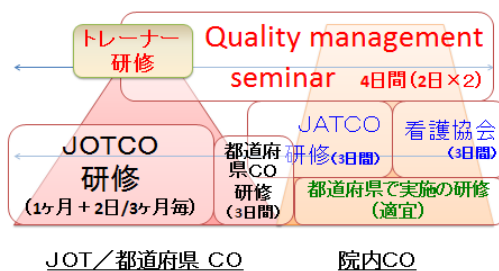 トレーナー
研修
Quality management
seminar 4日間(2日×2)
JOTCO
研修
(1ヶ月+2日/3ヶ月毎)
都道府
県CO
研修
(3日間)
JATCO
研修(3日間)
看護協会
(3日間)
都道府県で実施の研修
(適宜)
JOT/都道府県 CO
院内CO